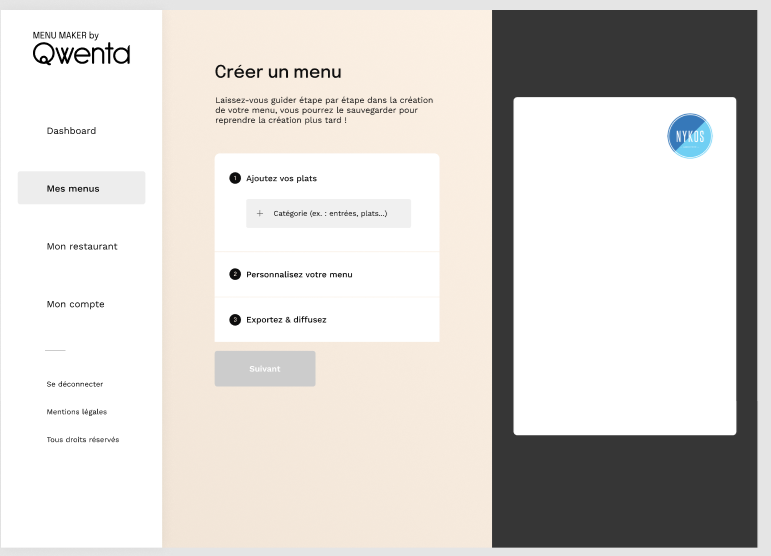 MENU MAKER by
Qwenta
Dashboard
Mes menus
Mon restaurant
Mon compte
Se déconnecter
Mentions légales
Tous droits réservés
Créer un menu
Laissez-vous guider étape par étape dans la création
de votre menu, vous pourrez le sauvegarder pour
reprendre la création plus tard !
1 Ajoutez vos plats
+ Catégorie (ex. : entrées, plats...)
2 Personnalisez votre menu
3 Exportez & diffusez
Suivant
NYKOS